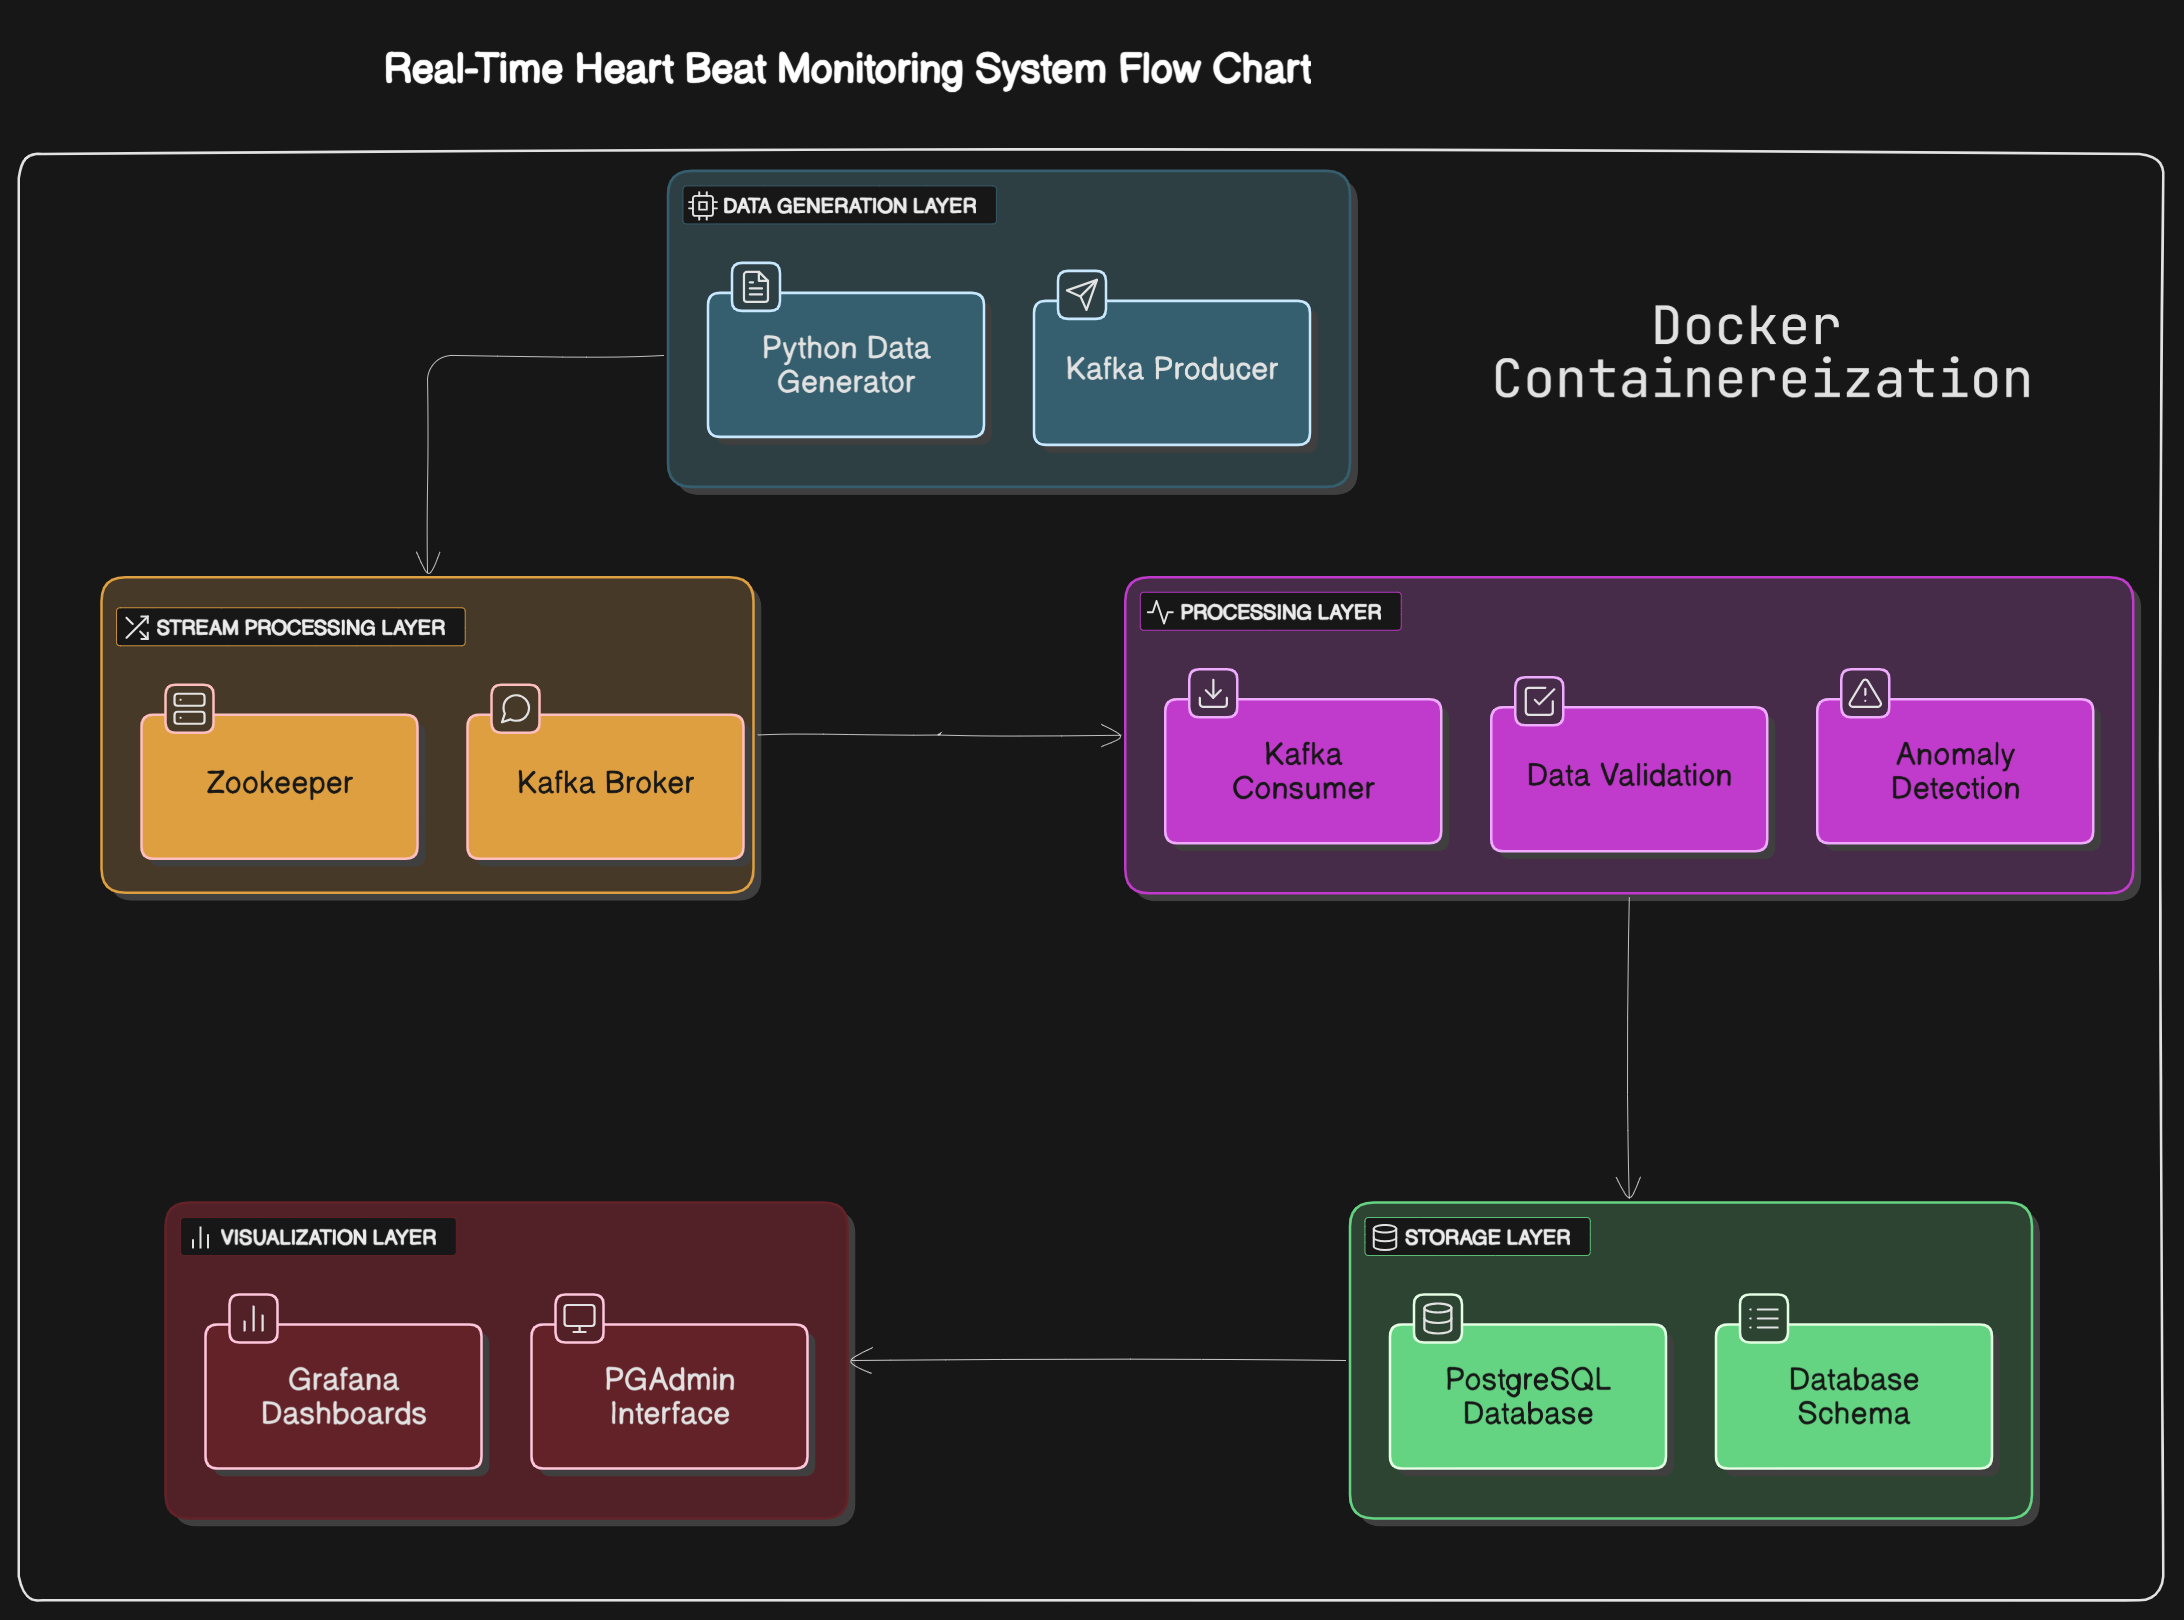 Real-Time Heart Beat Monitoring System Flow Chart
DATA GENERATION LAYER
Python Data
Generator
Kafka Producer
Docker
Containereization
STREAM PROCESSING LAYER
Zookeeper
Kafka Broker
PROCESSING LAYER
Kafka
Consumer
Data Validation
Anomaly
Detection
VISUALIZATION LAYER
Grafana
Dashboards
PGAdmin
Interface
STORAGE LAYER
PostgreSQL
Database
Database
Schema